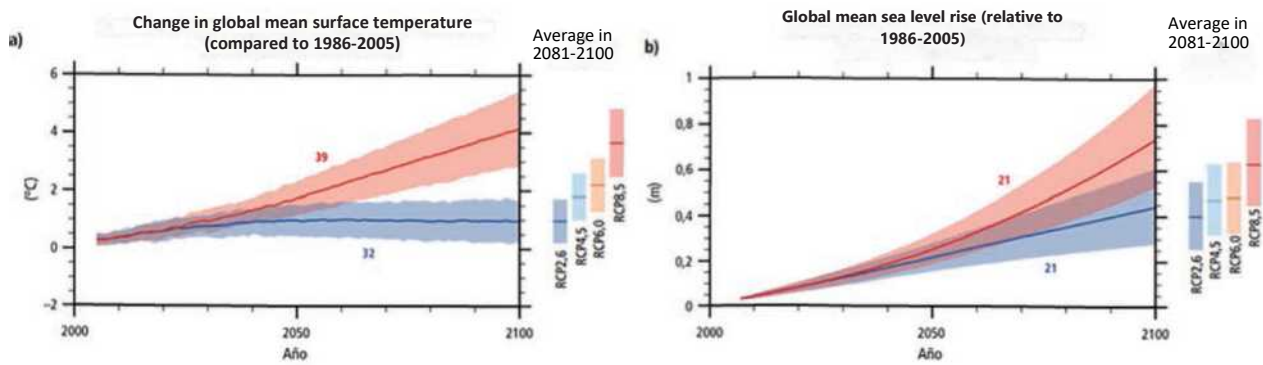 a)
Change in global mean surface temperature
(compared to 1986-2005)
Average in
2081-2100
6
4
2
0
–2
(°C)
39
32
2000
2050
2100
Año
RCP2,6
RCP4,5
RCP6,0
RCP8,5
b)
Global mean sea level rise (relative to
1986-2005)
Average in
2081-2100
1
0,8
0,6
0,4
0,2
0
(m)
21
21
2000
2050
2100
Año
RCP2,6
RCP4,5
RCP6,0
RCP8,5